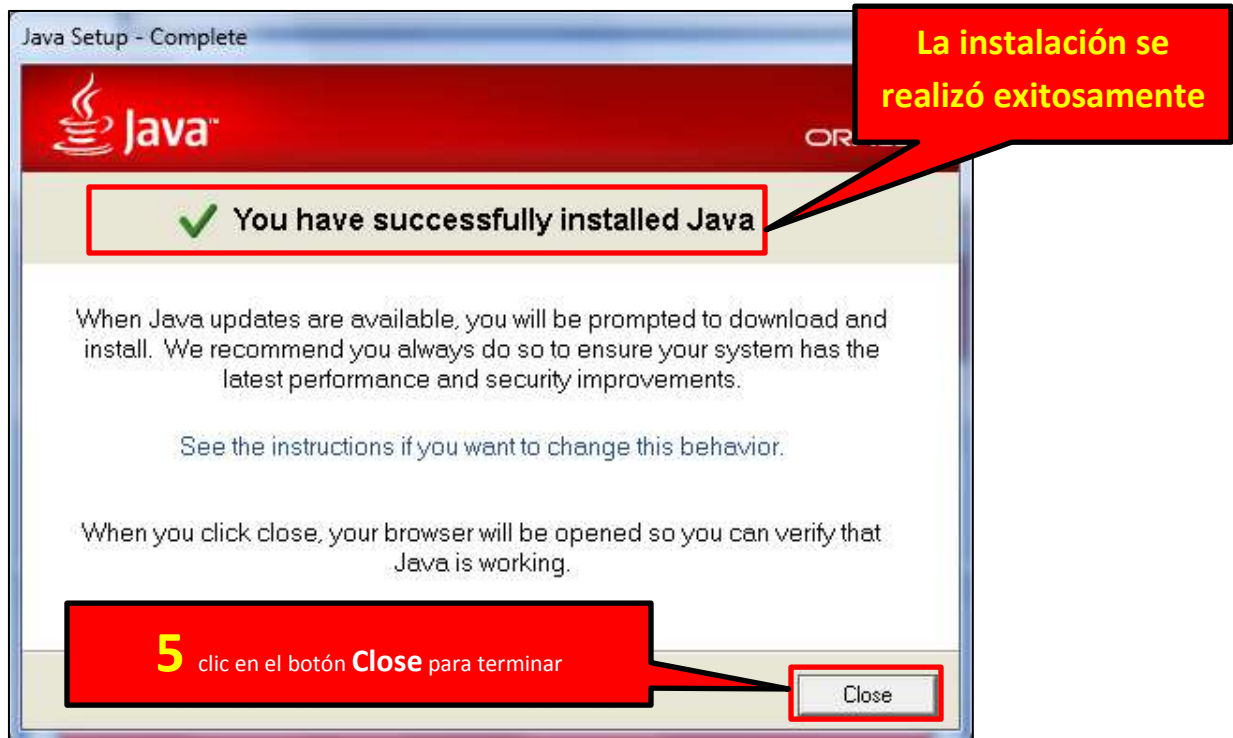 Java Setup - Complete
La instalación se
realizó exitosamente
Java™
You have successfully installed Java
When Java updates are available, you will be prompted to download and
install. We recommend you always do so to ensure your system has the
latest performance and security improvements.
See the instructions if you want to change this behavior.
When you click close, your browser will be opened so you can verify that
Java is working.
5 clic en el botón Close para terminar
Close